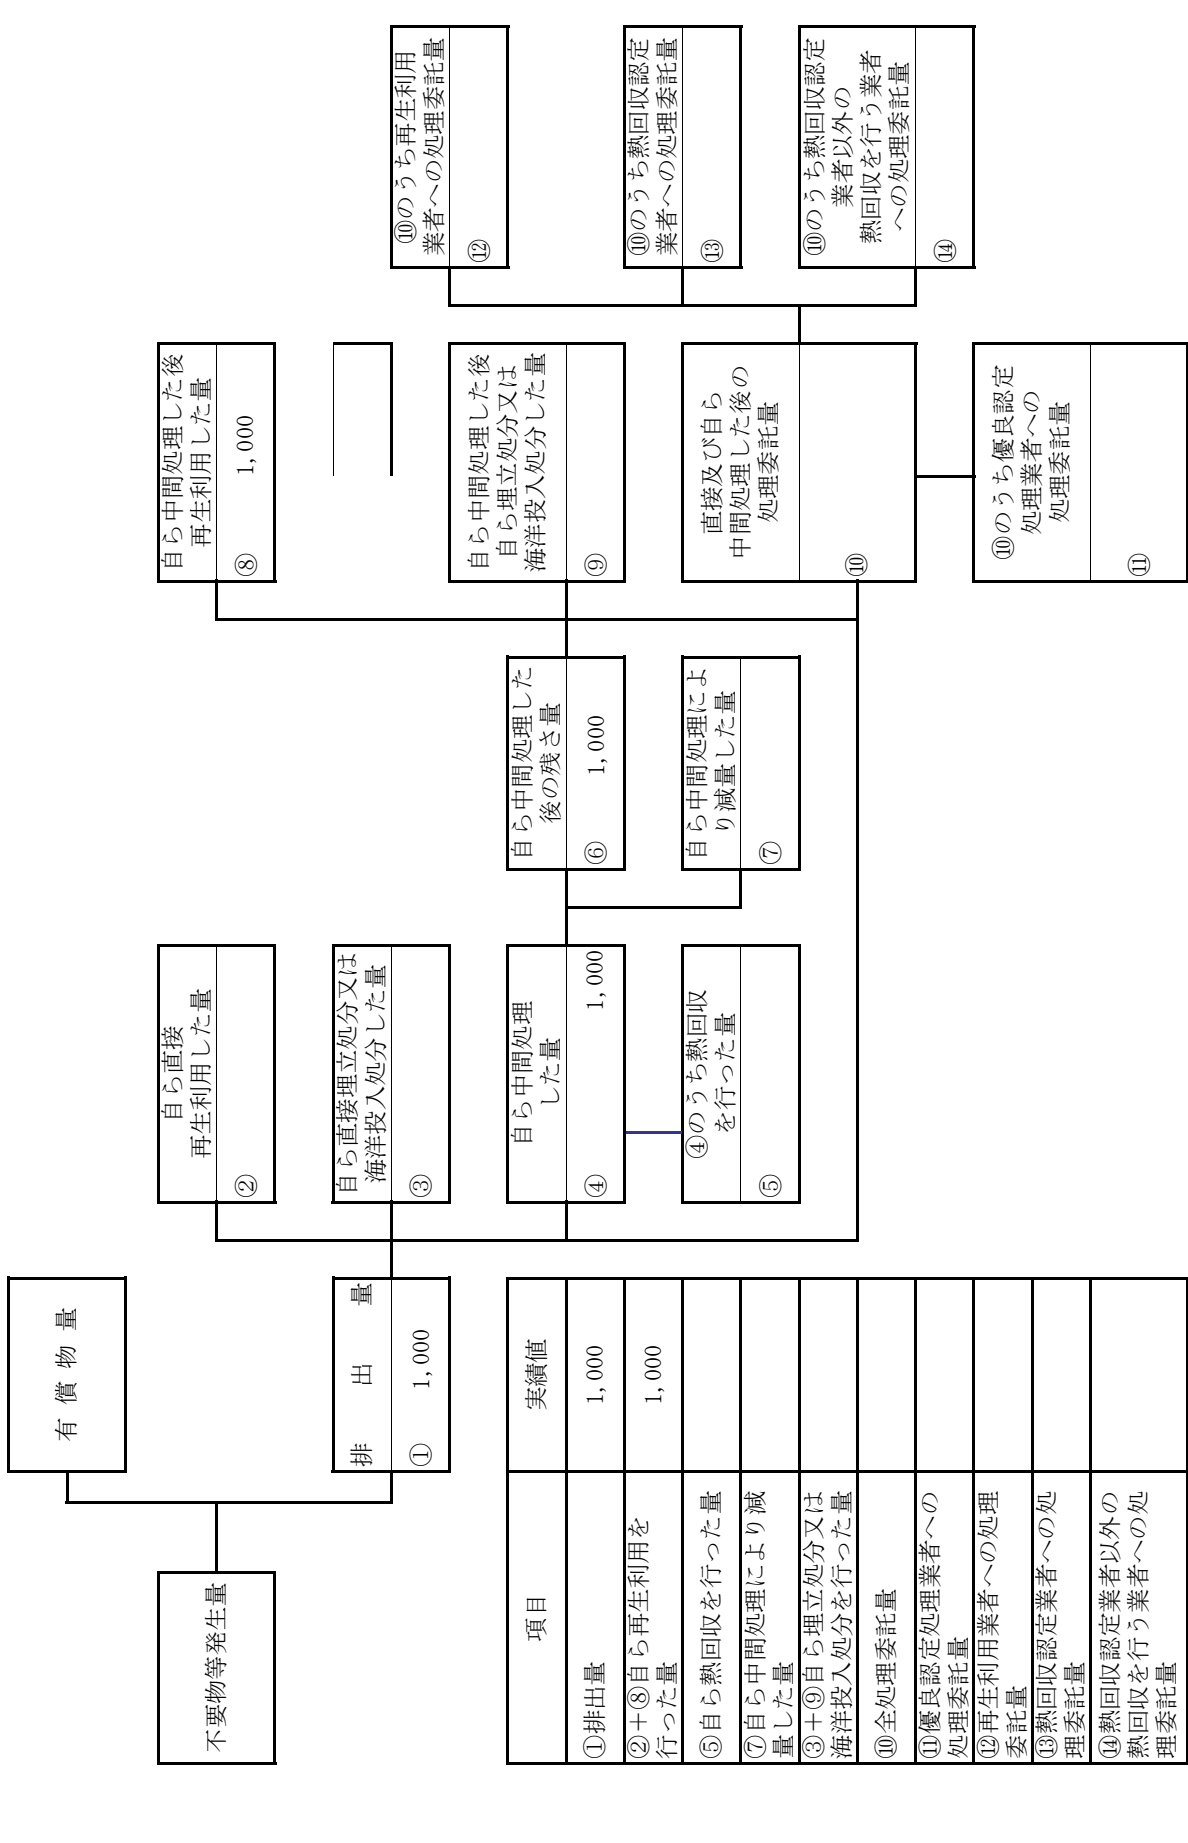 有償物量
不要物等発生量
排出量
① 1,000
自ら直接
再生利用した量
②
自ら直接埋立処分又は
海洋投入処分した量
③
自ら中間処理
した量
④ 1,000
④のうち熱回収
を行った量
⑤
自ら中間処理した
後の残さ量
⑥ 1,000
自ら中間処理によ
り減量した量
⑦
自ら中間処理した後
再生利用した量
⑧ 1,000
自ら中間処理した後
自ら埋立処分又は
海洋投入処分した量
⑨
直接及び自ら
中間処理した後の
処理委託量
⑩
⑩のうち優良認定
処理業者への
処理委託量
⑪
⑩のうち再生利用
業者への処理委託量
⑫
⑩のうち熱回収認定
業者への処理委託量
⑬
⑩のうち熱回収認定
業者以外の
熱回収を行う業者
への処理委託量
⑭
項目 実績値
①排出量 1,000
②+⑧自ら再生利用を
行った量 1,000
⑤自ら熱回収を行った量
⑦自ら中間処理により減
量した量
③+⑨自ら埋立処分又は
海洋投入処分を行った量
⑩全処理委託量
⑪優良認定処理業者への
処理委託量
⑫再生利用業者への処理
委託量
⑬熱回収認定業者への処
理委託量
⑭熱回収認定業者以外の
熱回収を行う業者への処
理委託量